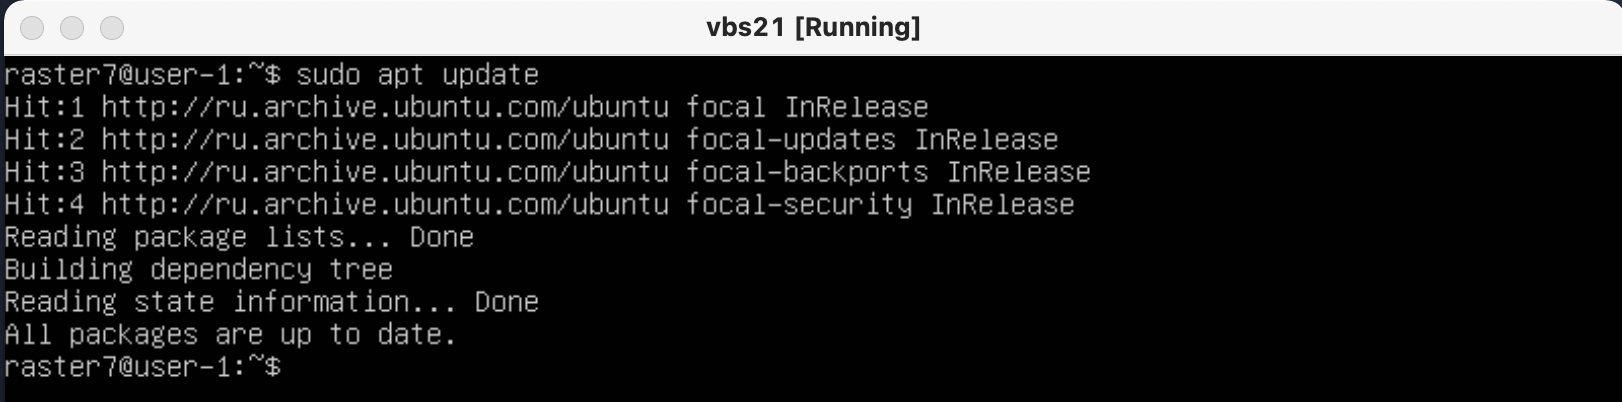 vbs21 [Running]
raster7@user-1:~$ sudo apt update
Hit:1 http://ru.archive.ubuntu.com/ubuntu focal InRelease
Hit:2 http://ru.archive.ubuntu.com/ubuntu focal-updates InRelease
Hit:3 http://ru.archive.ubuntu.com/ubuntu focal-backports InRelease
Hit:4 http://ru.archive.ubuntu.com/ubuntu focal-security InRelease
Reading package lists... Done
Building dependency tree
Reading state information... Done
All packages are up to date.
raster7@user-1:~$